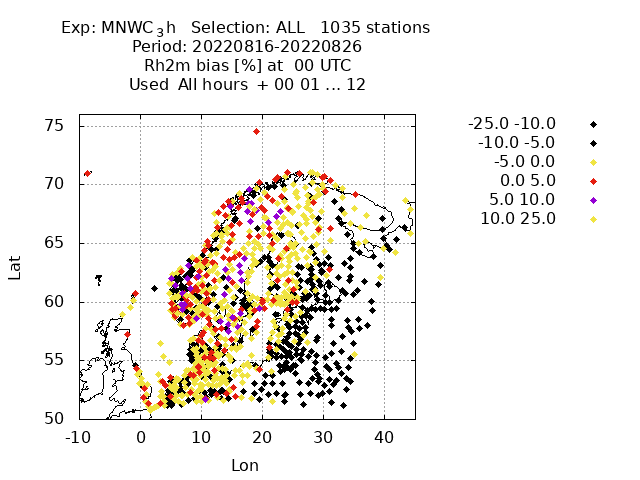 Exp: MNWC_3h Selection: ALL 1035 stations
Period: 20220816-20220826
Rh2m bias [%] at 00 UTC
Used All hours + 00 01 ... 12
-25.0 -10.0
-10.0 -5.0
-5.0 0.0
0.0 5.0
5.0 10.0
10.0 25.0
75
70
65
60
55
50
Lat
-10 0 10 20 30 40
Lon